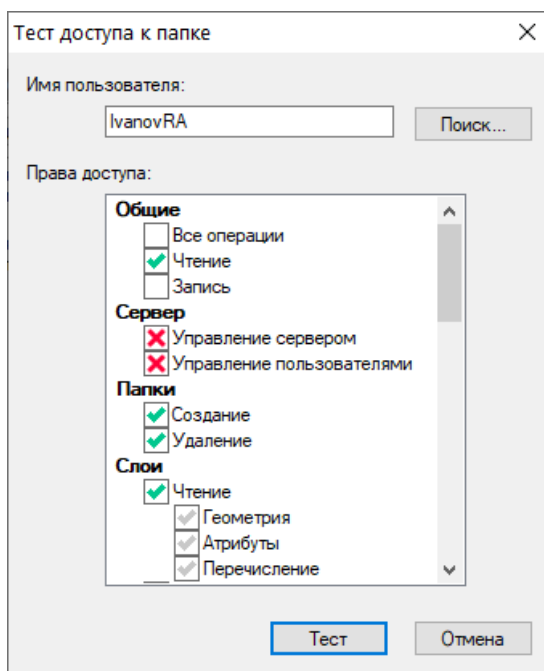 Тест доступа к папке
Имя пользователя:
IvanovRA
Поиск...
Права доступа:
Общие
Все операции
Чтение
Запись
Сервер
Управление сервером
Управление пользователями
Папки
Создание
Удаление
Слои
Чтение
Геометрия
Атрибуты
Перечисление
Тест
Отмена